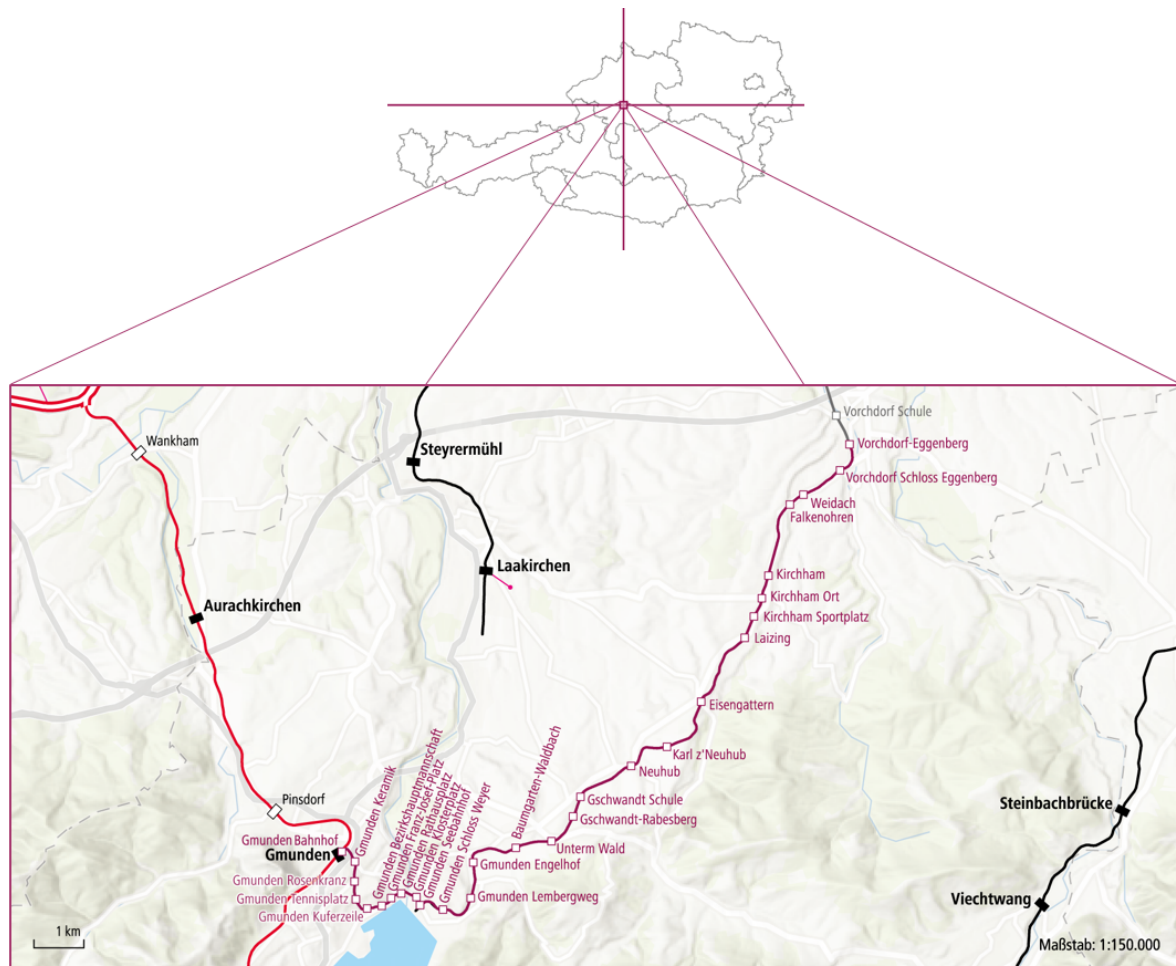 Vorchdorf Schule
Wankham
Vorchdorf-Eggenberg
Steyrermühl
Vorchdorf Schloss Eggenberg
Weidach
Falkenohren
Laakirchen
Kirchham
Kirchham Ort
Aurachkirchen
Kirchham Sportplatz
Laizing
Eisengattern
Karl z'Neuhub
Neuhub
Pinsdorf
Gschwandt Schule
Gschwandt-Rabesberg
Steinbachbrücke
Gmunden Bahnhof
Gmunden
Gmunden Keramik
Gmunden Bezirkshauptmannschaft
Gmunden Franz-Josef-Platz
Gmunden Rathausplatz
Gmunden Klosterplatz
Gmunden Seebahnhof
Gmunden Schloss Weyer
Baumgarten-Waldbach
Unterm Wald
Gmunden Engelhof
Gmunden Rosenkranz
Gmunden Tennisplatz
Gmunden Kuferzeile
Gmunden Lembergweg
Viechtwang
1 km
Maßstab: 1:150.000